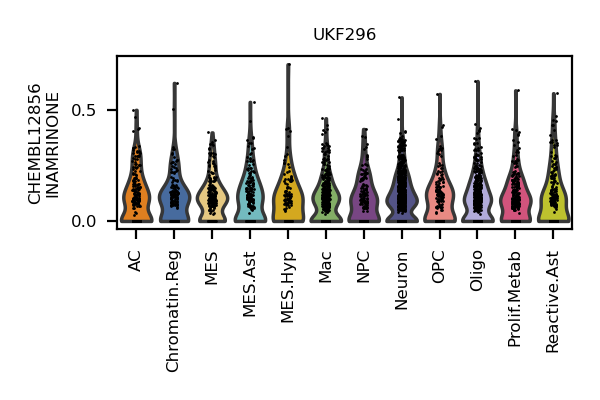 UKF296
CHEMBL12856
INAMRINONE
0.5
0.0
AC
Chromatin.Reg
MES
MES.Ast
MES.Hyp
Mac
NPC
Neuron
OPC
Oligo
Prolif.Metab
Reactive.Ast